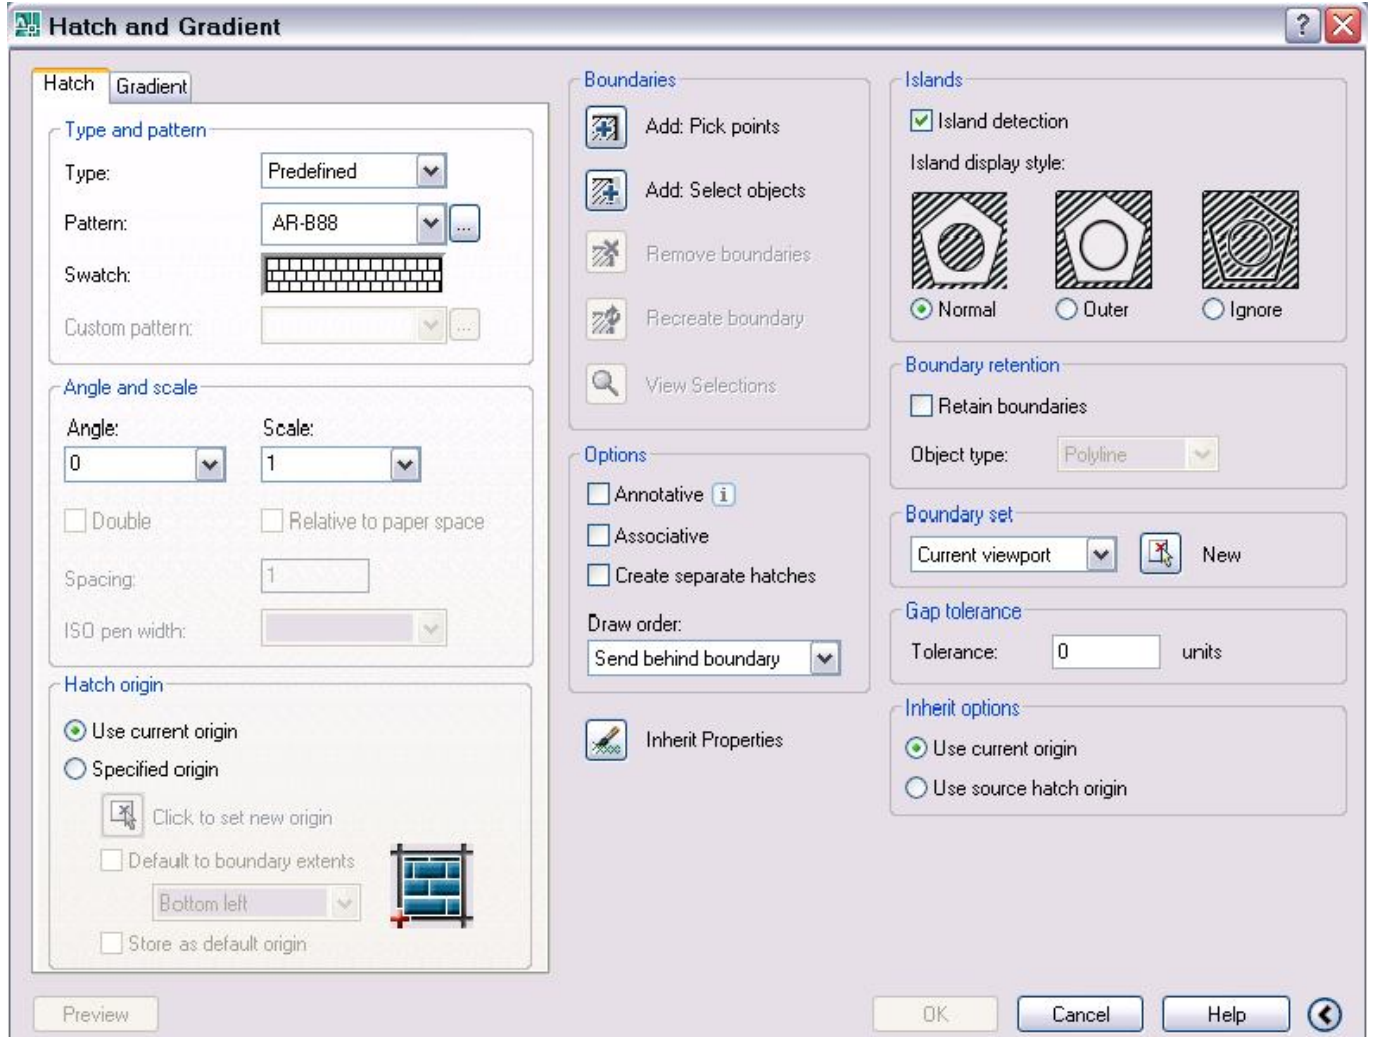 Hatch and Gradient
Hatch
Gradient
Type and pattern
Type:
Predefined
Pattern:
AR-B88
...
Swatch:
Custom pattern:
...
Angle and scale
Angle:
Scale:
0
1
Double
Relative to paper space
Spacing:
1
ISO pen width:
Hatch origin
Use current origin
Specified origin
Click to set new origin
Default to boundary extents
Bottom left
Store as default origin
Preview
Boundaries
Add: Pick points
Add: Select objects
Remove boundaries
Recreate boundary
View Selections
Options
Annotative
Associative
Create separate hatches
Draw order:
Send behind boundary
Inherit Properties
Islands
Island detection
Island display style:
Normal
Outer
Ignore
Boundary retention
Retain boundaries
Object type:
Polyline
Boundary set
Current viewport
New
Gap tolerance
Tolerance:
0
units
Inherit options
Use current origin
Use source hatch origin
OK
Cancel
Help